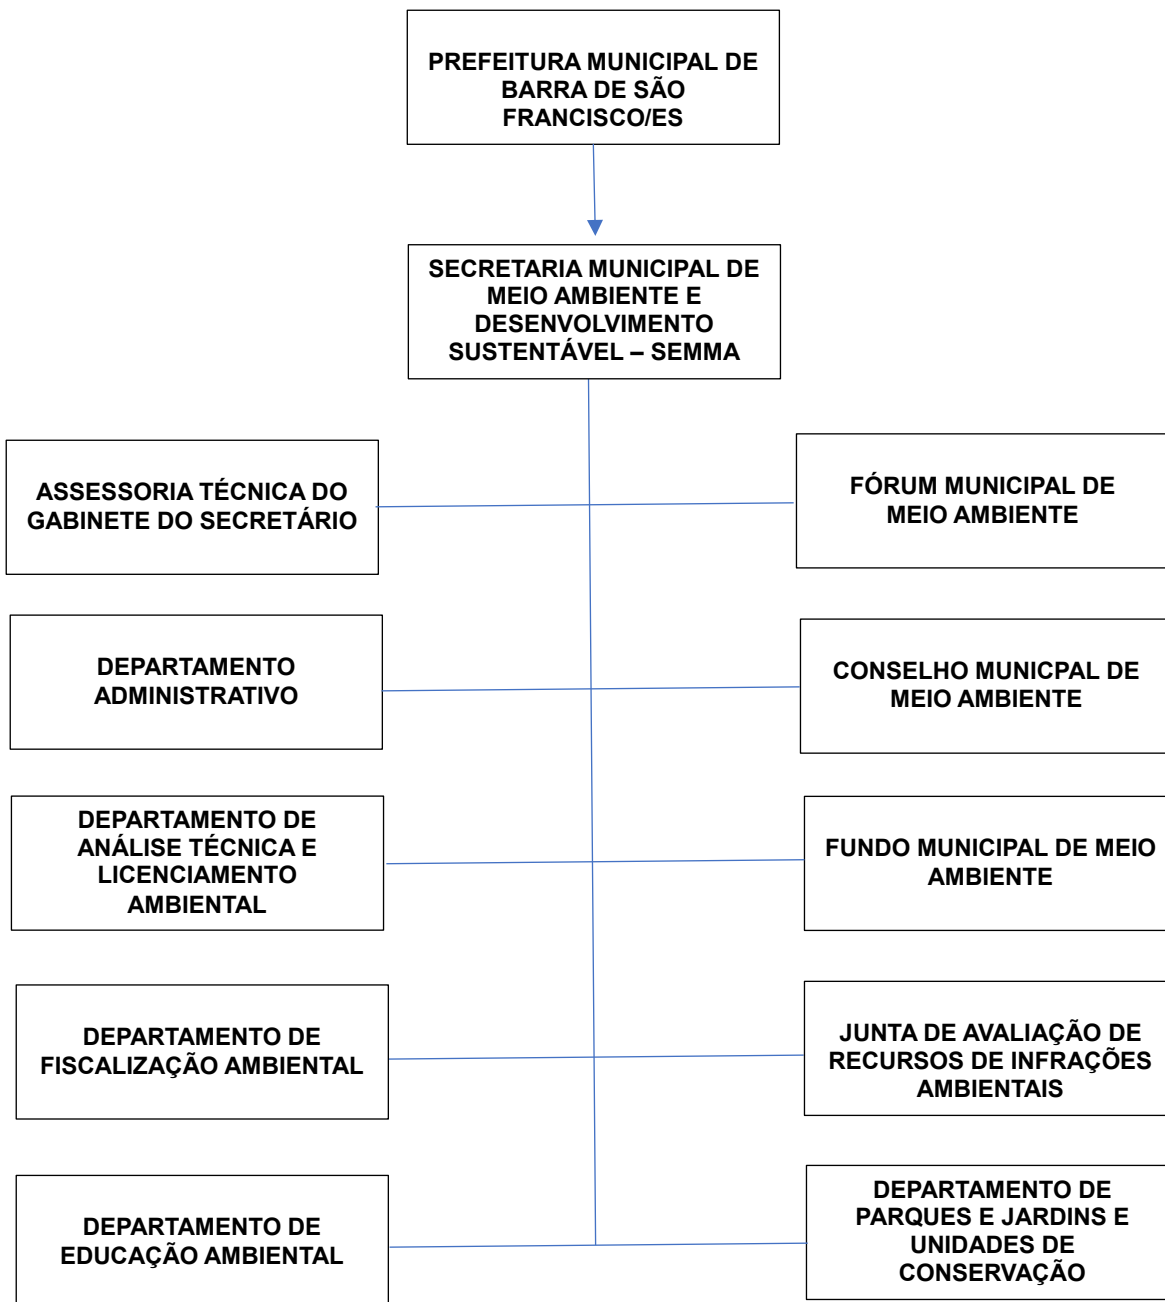 PREFEITURA MUNICIPAL DE
BARRA DE SÃO
FRANCISCO/ES
SECRETARIA MUNICIPAL DE
MEIO AMBIENTE E
DESENVOLVIMENTO
SUSTENTÁVEL – SEMMA
ASSESSORIA TÉCNICA DO
GABINETE DO SECRETÁRIO
FÓRUM MUNICIPAL DE
MEIO AMBIENTE
DEPARTAMENTO
ADMINISTRATIVO
CONSELHO MUNICPAL DE
MEIO AMBIENTE
DEPARTAMENTO DE
ANÁLISE TÉCNICA E
LICENCIAMENTO
AMBIENTAL
FUNDO MUNICIPAL DE MEIO
AMBIENTE
DEPARTAMENTO DE
FISCALIZAÇÃO AMBIENTAL
JUNTA DE AVALIAÇÃO DE
RECURSOS DE INFRAÇÕES
AMBIENTAIS
DEPARTAMENTO DE
EDUCAÇÃO AMBIENTAL
DEPARTAMENTO DE
PARQUES E JARDINS E
UNIDADES DE
CONSERVAÇÃO